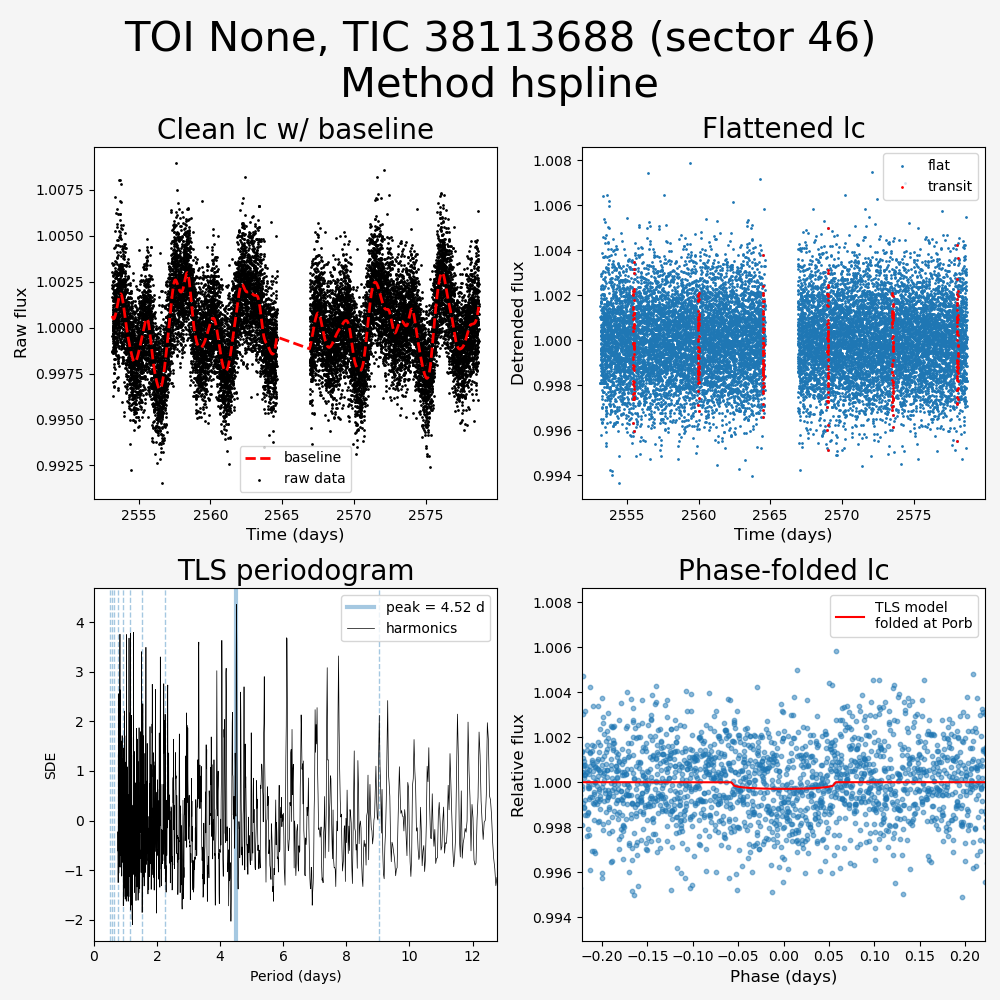 TOI None, TIC 38113688 (sector 46)
Method hspline
Clean lc w/ baseline
Raw flux
1.0075
1.0050
1.0025
1.0000
0.9975
0.9950
0.9925
baseline
raw data
2555
2560
2565
2570
2575
Time (days)
Flattened lc
Detrended flux
1.008
1.006
1.004
1.002
1.000
0.998
0.996
0.994
flat
transit
2555
2560
2565
2570
2575
Time (days)
TLS periodogram
SDE
4
3
2
1
0
−1
−2
peak = 4.52 d
harmonics
0
2
4
6
8
10
12
Period (days)
Phase-folded lc
Relative flux
1.008
1.006
1.004
1.002
1.000
0.998
0.996
0.994
TLS model
folded at Porb
−0.20
−0.15
−0.10
−0.05
0.00
0.05
0.10
0.15
0.20
Phase (days)